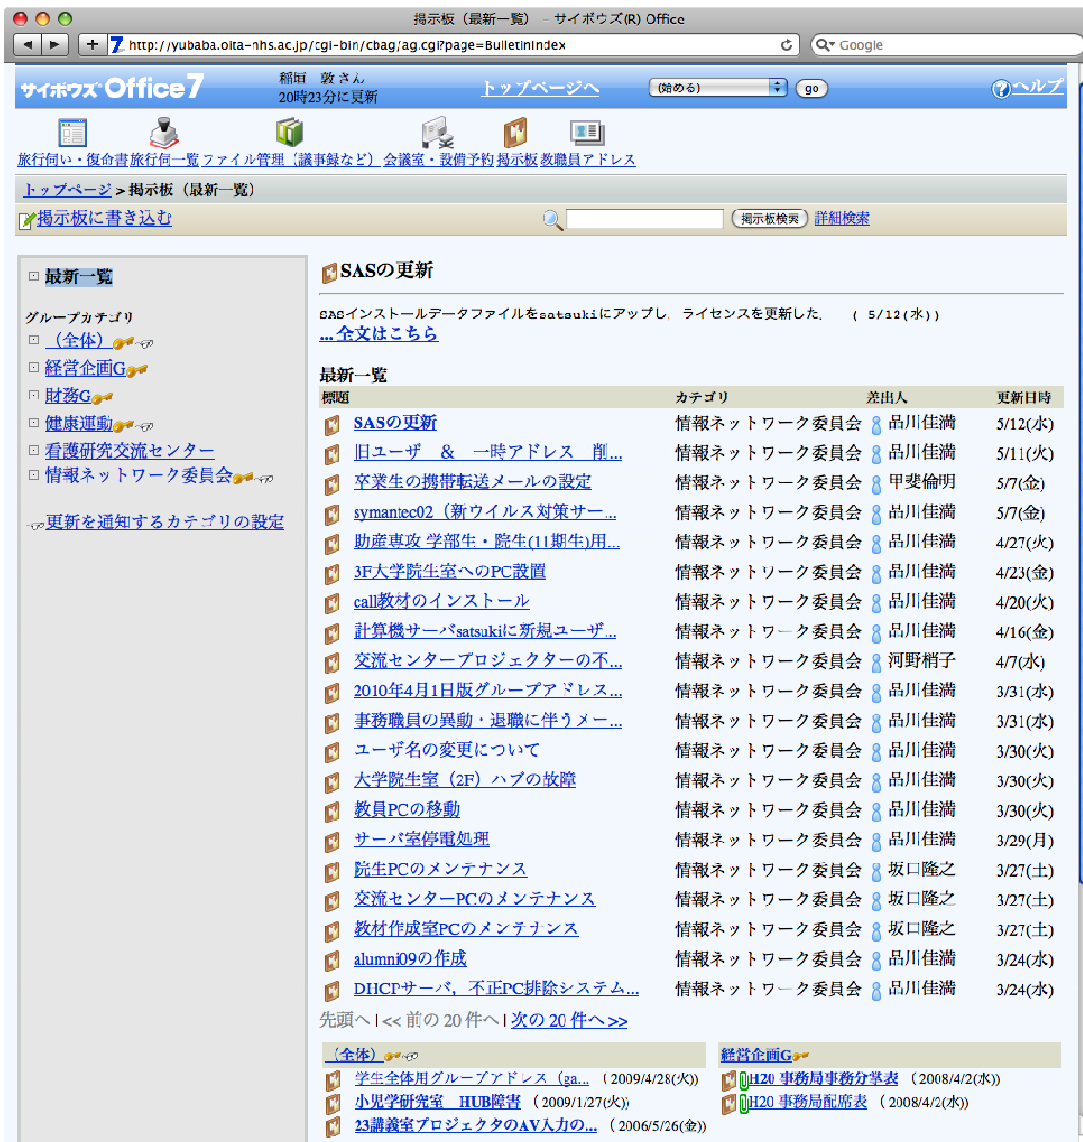 掲示板（最新一覧） - サイボウズ(R) Office
http://yubaba.oita-nhs.ac.jp/cgi-bin/cbag/ag.cgi?page=BulletinIndex
Google
サイボウズ Office 7
稲垣 敦さん
20時23分に更新
トップページへ
(始める)
go
ヘルプ
旅行伺い・復命書 旅行伺一覧 ファイル管理（議事録など） 会議室・設備予約 掲示板 教職員アドレス
トップページ > 掲示板（最新一覧）
掲示板に書き込む
掲示板検索
詳細検索
最新一覧
グループカテゴリ
（全体）
経営企画G
財務G
健康運動
看護研究交流センター
情報ネットワーク委員会
更新を通知するカテゴリの設定
SASの更新
SASインストールデータファイルをsatsukiにアップし，ライセンスを更新した． ( 5/12(水))
... 全文はこちら
最新一覧
標題 カテゴリ 差出人 更新日時
SASの更新 情報ネットワーク委員会 品川佳満 5/12(水)
旧ユーザ ＆ 一時アドレス 削... 情報ネットワーク委員会 品川佳満 5/11(火)
卒業生の携帯転送メールの設定 情報ネットワーク委員会 甲斐倫明 5/7(金)
symantec02（新ウイルス対策サー... 情報ネットワーク委員会 品川佳満 5/7(金)
助産専攻 学部生・院生(11期生)用... 情報ネットワーク委員会 品川佳満 4/27(火)
3F大学院生室へのPC設置 情報ネットワーク委員会 品川佳満 4/23(金)
call教材のインストール 情報ネットワーク委員会 品川佳満 4/20(火)
計算機サーバsatsukiに新規ユーザ... 情報ネットワーク委員会 品川佳満 4/16(金)
交流センタープロジェクターの不... 情報ネットワーク委員会 河野梢子 4/7(水)
2010年4月1日版グループアドレス... 情報ネットワーク委員会 品川佳満 3/31(水)
事務職員の異動・退職に伴うメー... 情報ネットワーク委員会 品川佳満 3/31(水)
ユーザ名の変更について 情報ネットワーク委員会 品川佳満 3/30(火)
大学院生室（2F）ハブの故障 情報ネットワーク委員会 品川佳満 3/30(火)
教員PCの移動 情報ネットワーク委員会 品川佳満 3/30(火)
サーバ室停電処理 情報ネットワーク委員会 品川佳満 3/29(月)
院生PCのメンテナンス 情報ネットワーク委員会 坂口隆之 3/27(土)
交流センターPCのメンテナンス 情報ネットワーク委員会 坂口隆之 3/27(土)
教材作成室PCのメンテナンス 情報ネットワーク委員会 坂口隆之 3/27(土)
alumni09の作成 情報ネットワーク委員会 品川佳満 3/24(水)
DHCPサーバ，不正PC排除システム... 情報ネットワーク委員会 品川佳満 3/24(水)
先頭へ | << 前の 20 件へ | 次の 20 件へ >>
（全体）
学生全体用グループアドレス（ga... （2009/4/28(火)）
小児学研究室 HUB障害 （2009/1/27(火)）
23講義室プロジェクタのAV入力の... （2006/5/26(金)）
経営企画G
H20 事務局事務分掌表 （2008/4/2(水)）
H20 事務局配席表 （2008/4/2(水)）